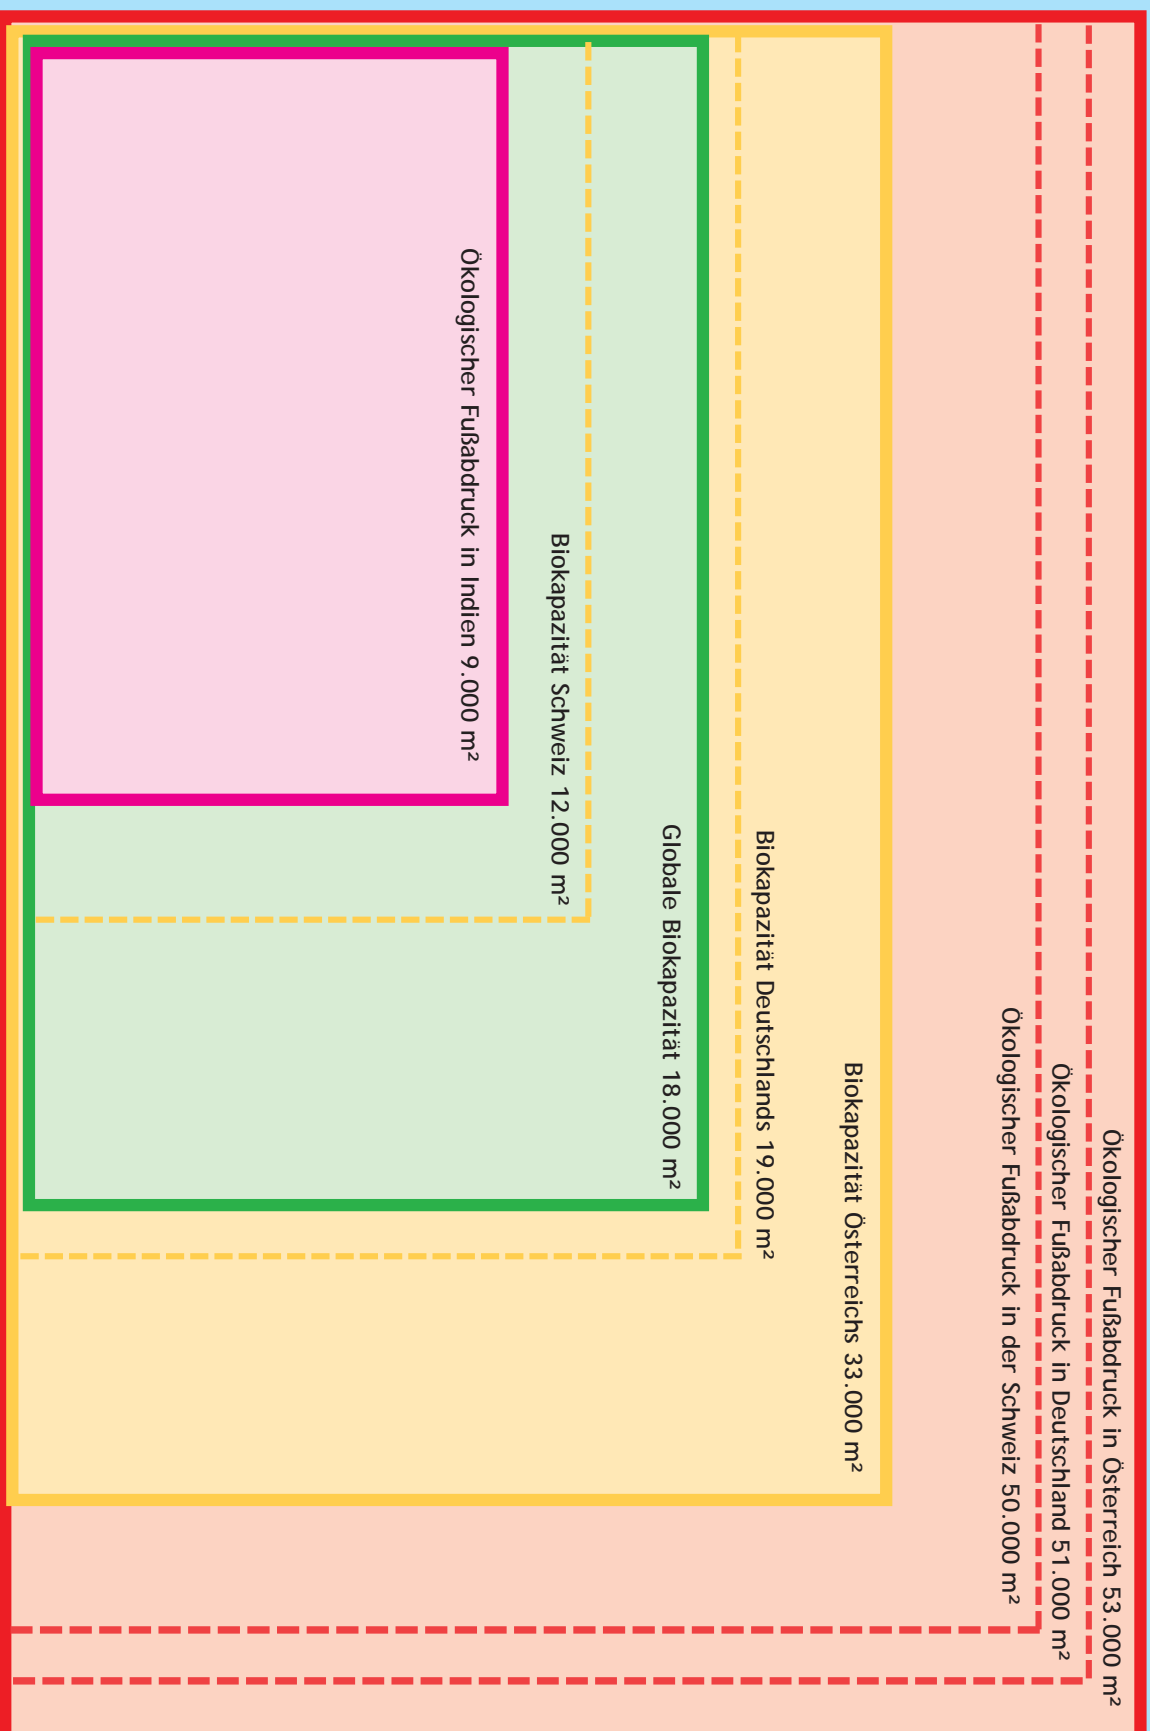 Ökologischer Fußabdruck in Österreich 53.000 m²
Ökologischer Fußabdruck in Deutschland 51.000 m²
Ökologischer Fußabdruck in der Schweiz 50.000 m²
Biokapazität Österreichs 33.000 m²
Biokapazität Deutschlands 19.000 m²
Globale Biokapazität 18.000 m²
Biokapazität Schweiz 12.000 m²
Ökologischer Fußabdruck in Indien 9.000 m²